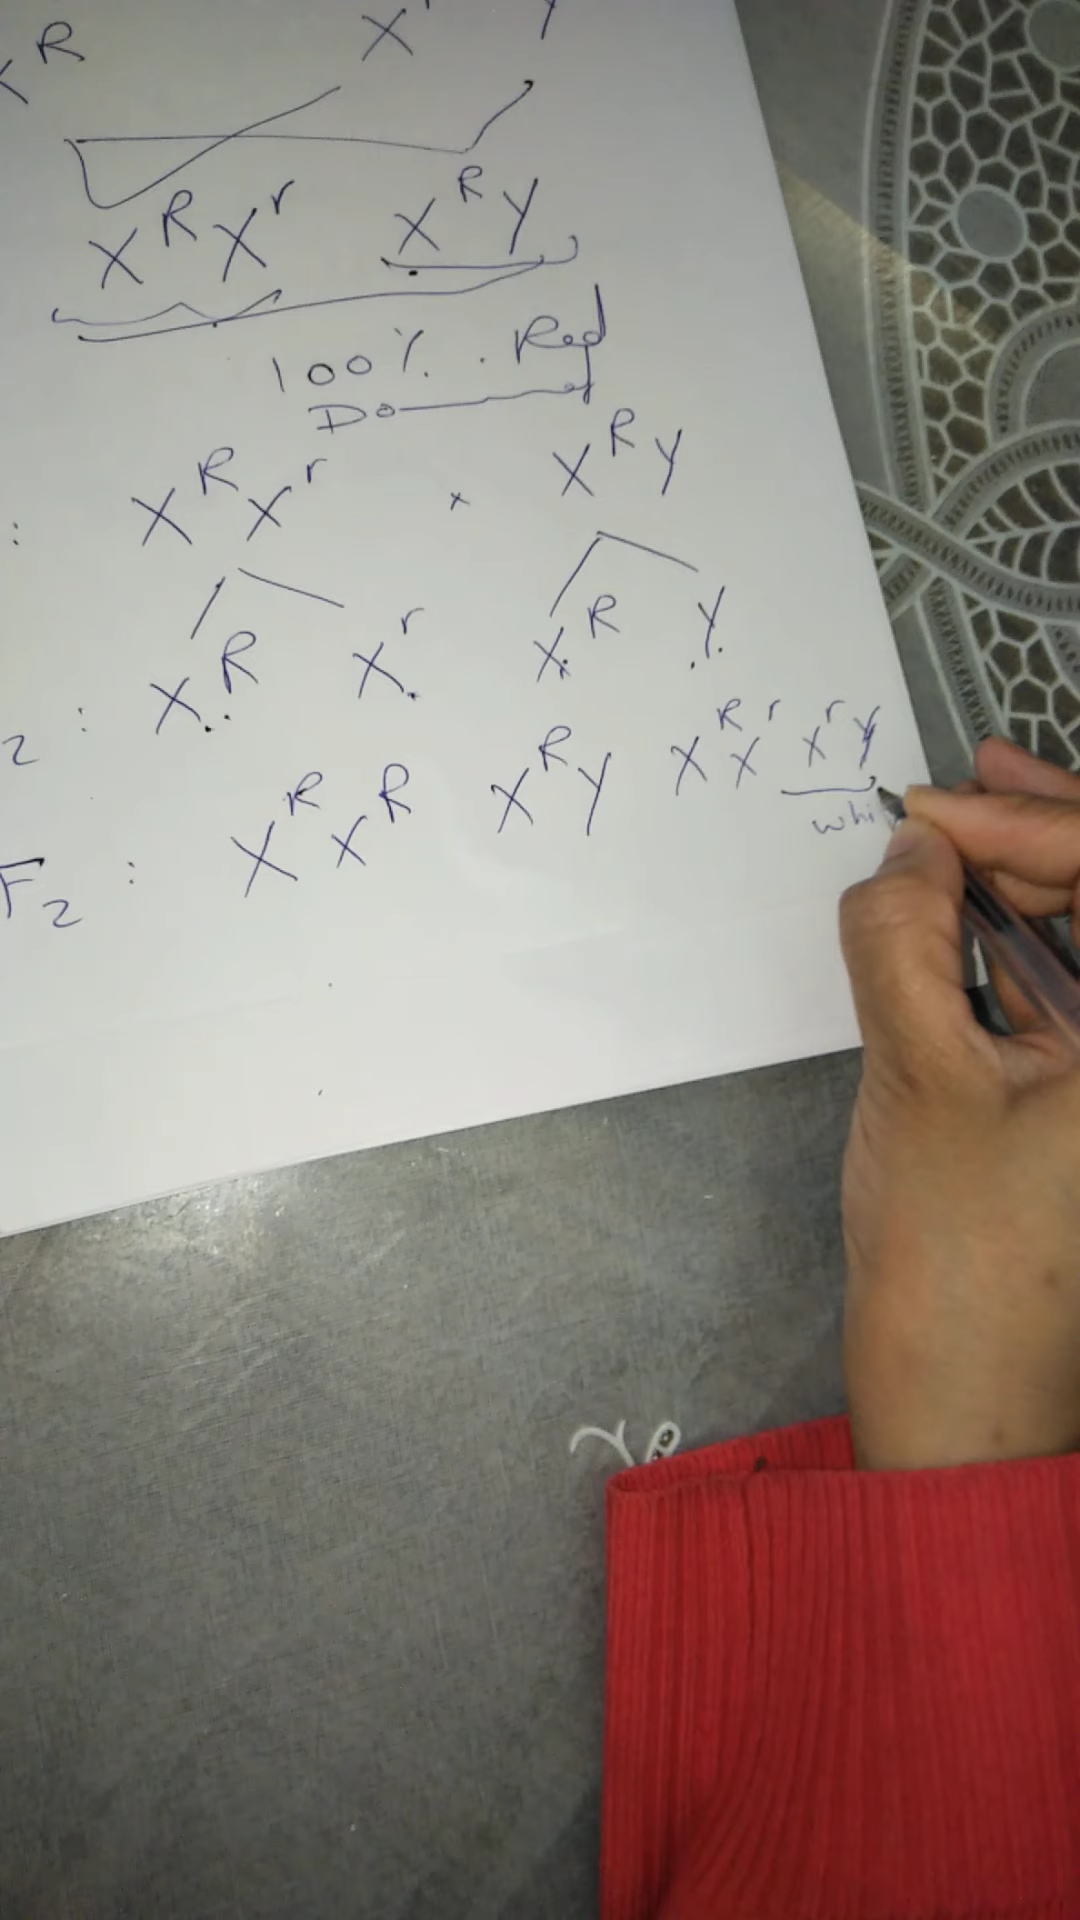 X^R X^r Y
X^R X^r X^R Y
100% . Red
Do
: X^R X^r × X^R Y
2 : X^R X^r X^R Y
F2 : X^R X^R X^R Y X^R X^r X^r Y
whi